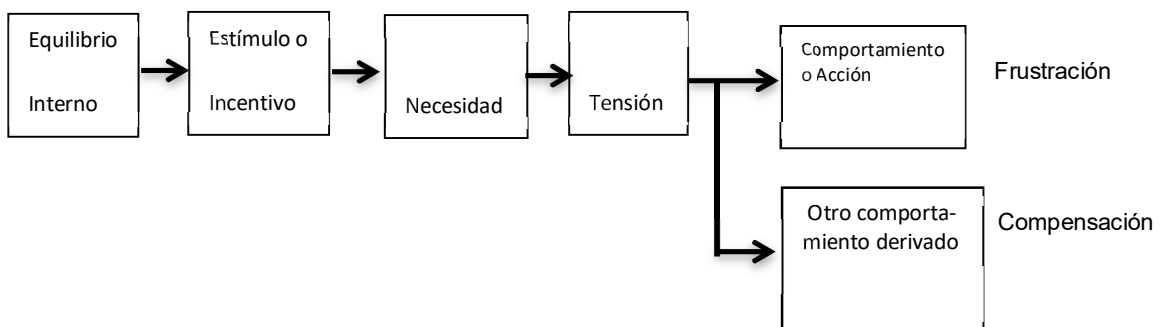 Equilibrio
Interno
Estímulo o
Incentivo
Necesidad
Tensión
Comportamiento
o Acción
Frustración
Otro comporta-
miento derivado
Compensación